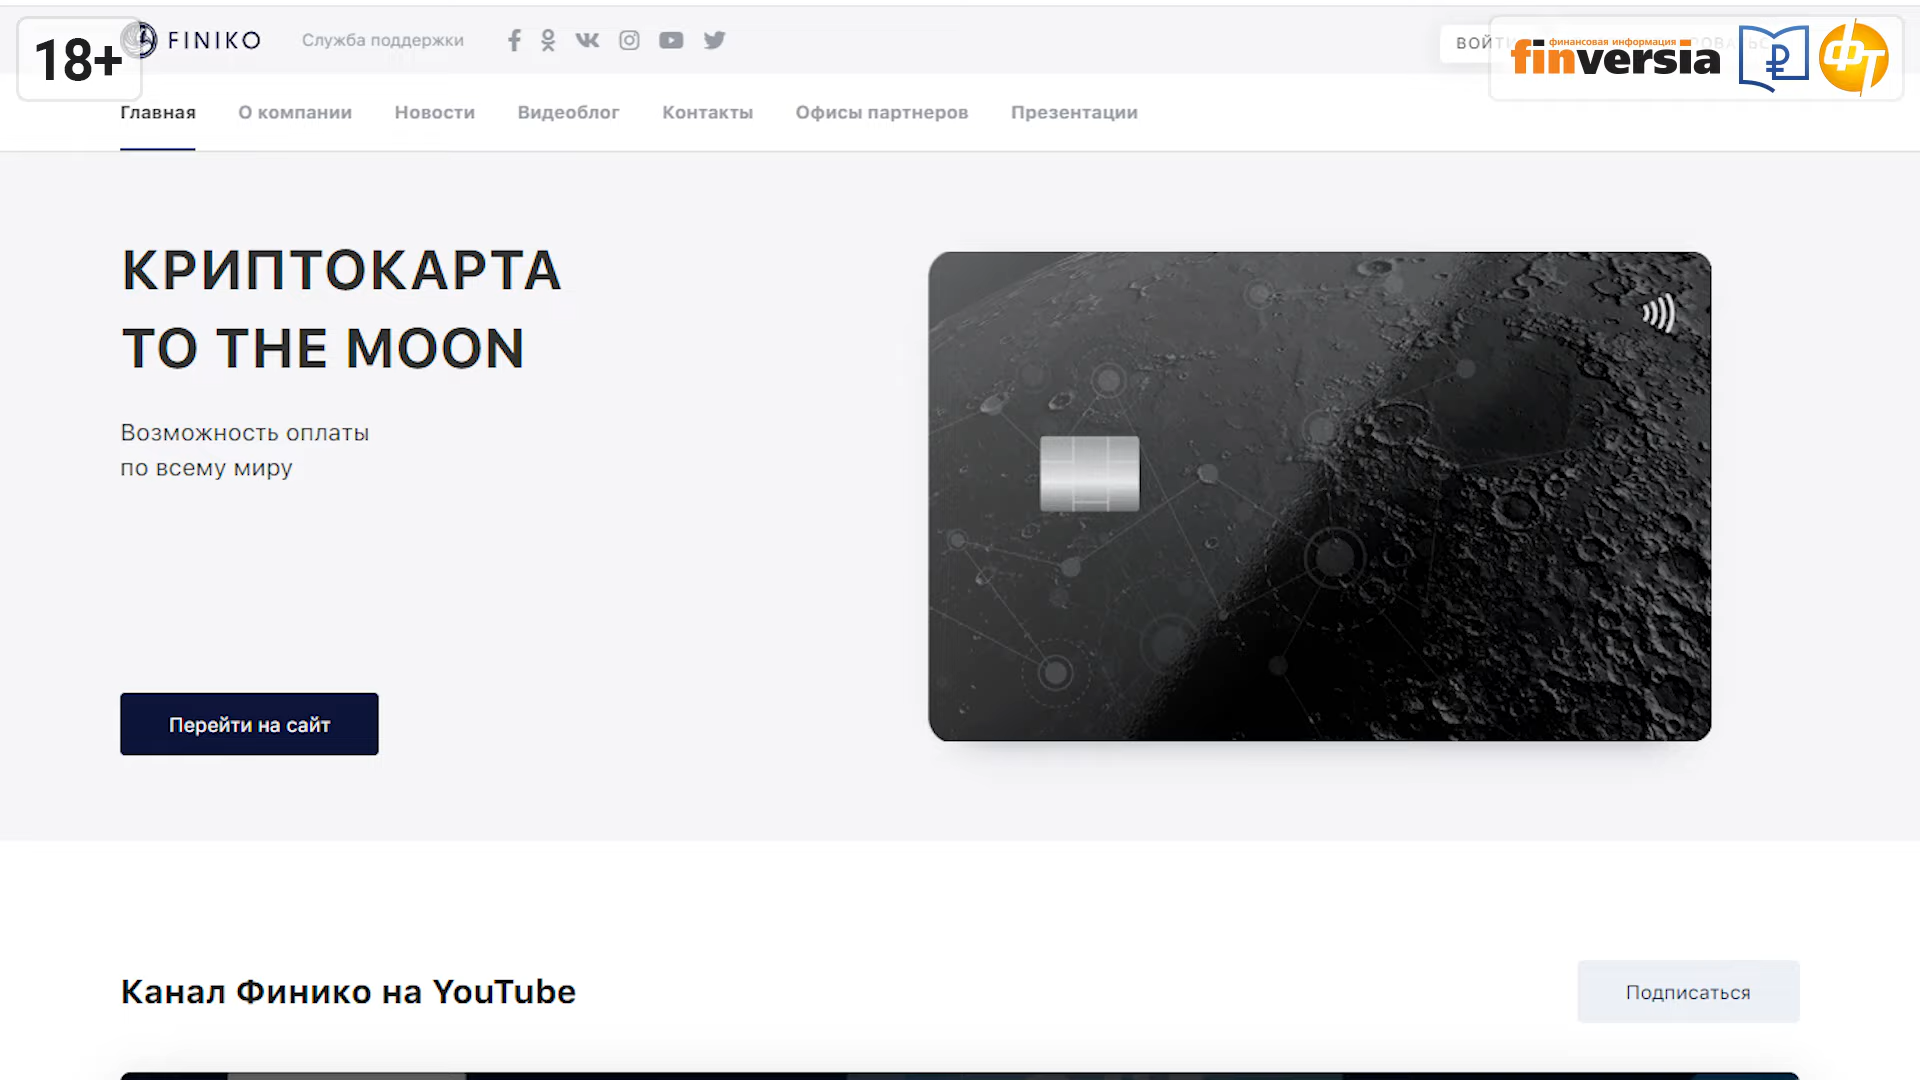 18+
FINIKO
Служба поддержки
финансовая информация
finversia
ФТ
Главная
О компании
Новости
Видеоблог
Контакты
Офисы партнеров
Презентации
КРИПТОКАРТА
TO THE MOON
Возможность оплаты
по всему миру
Перейти на сайт
Канал Финико на YouTube
Подписаться